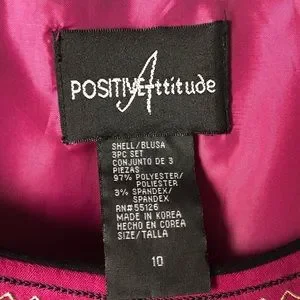 POSITIVE Attitude
SHELL/BLUSA
3PC SET
CONJUNTO DE 3
PIEZAS
97% POLYESTER/
POLIESTER
3% SPANDEX/
SPANDEX
RN#55126
MADE IN KOREA
HECHO EN COREA
SIZE/TALLA
10